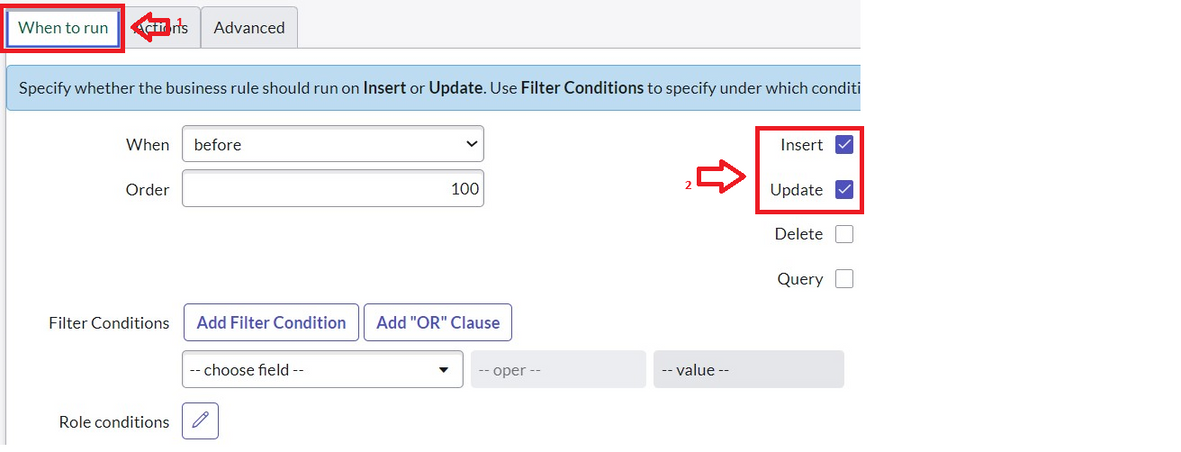 When to run 1 Actions Advanced
Specify whether the business rule should run on Insert or Update. Use Filter Conditions to specify under which conditi
When before Insert
Order 100 2 Update
Delete
Query
Filter Conditions Add Filter Condition Add "OR" Clause
-- choose field -- -- oper -- -- value --
Role conditions